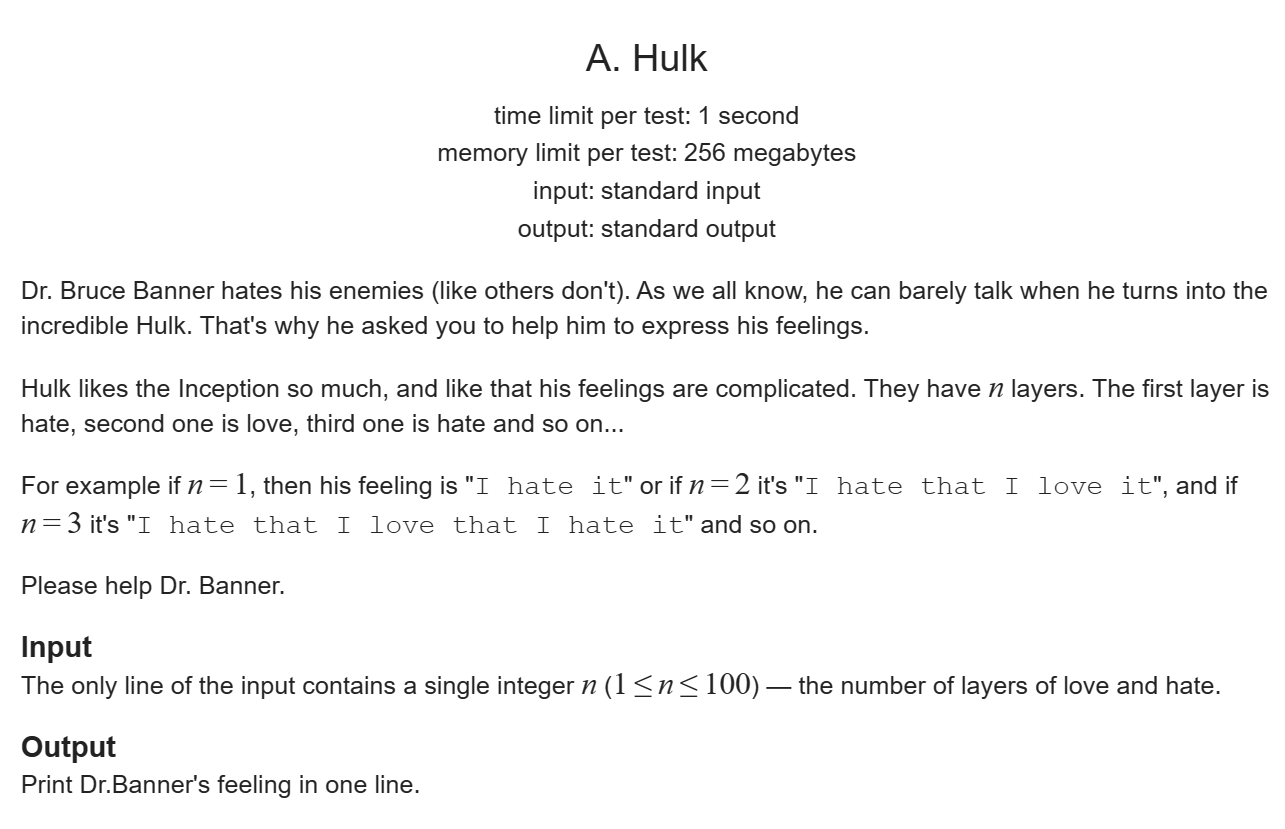 A. Hulk
time limit per test: 1 second
memory limit per test: 256 megabytes
input: standard input
output: standard output
Dr. Bruce Banner hates his enemies (like others don't). As we all know, he can barely talk when he turns into the
incredible Hulk. That's why he asked you to help him to express his feelings.
Hulk likes the Inception so much, and like that his feelings are complicated. They have n layers. The first layer is
hate, second one is love, third one is hate and so on...
For example if n = 1, then his feeling is "I hate it" or if n = 2 it's "I hate that I love it", and if
n = 3 it's "I hate that I love that I hate it" and so on.
Please help Dr. Banner.
Input
The only line of the input contains a single integer n (1 ≤ n ≤ 100) — the number of layers of love and hate.
Output
Print Dr.Banner's feeling in one line.